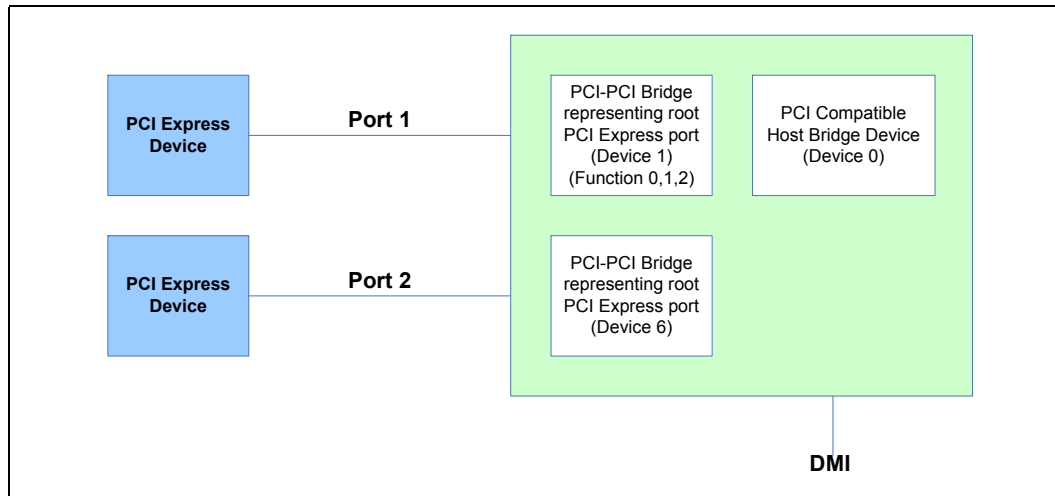 PCI Express
Device
Port 1
PCI-PCI Bridge
representing root
PCI Express port
(Device 1)
(Function 0,1,2)
PCI Compatible
Host Bridge Device
(Device 0)
PCI Express
Device
Port 2
PCI-PCI Bridge
representing root
PCI Express port
(Device 6)
DMI